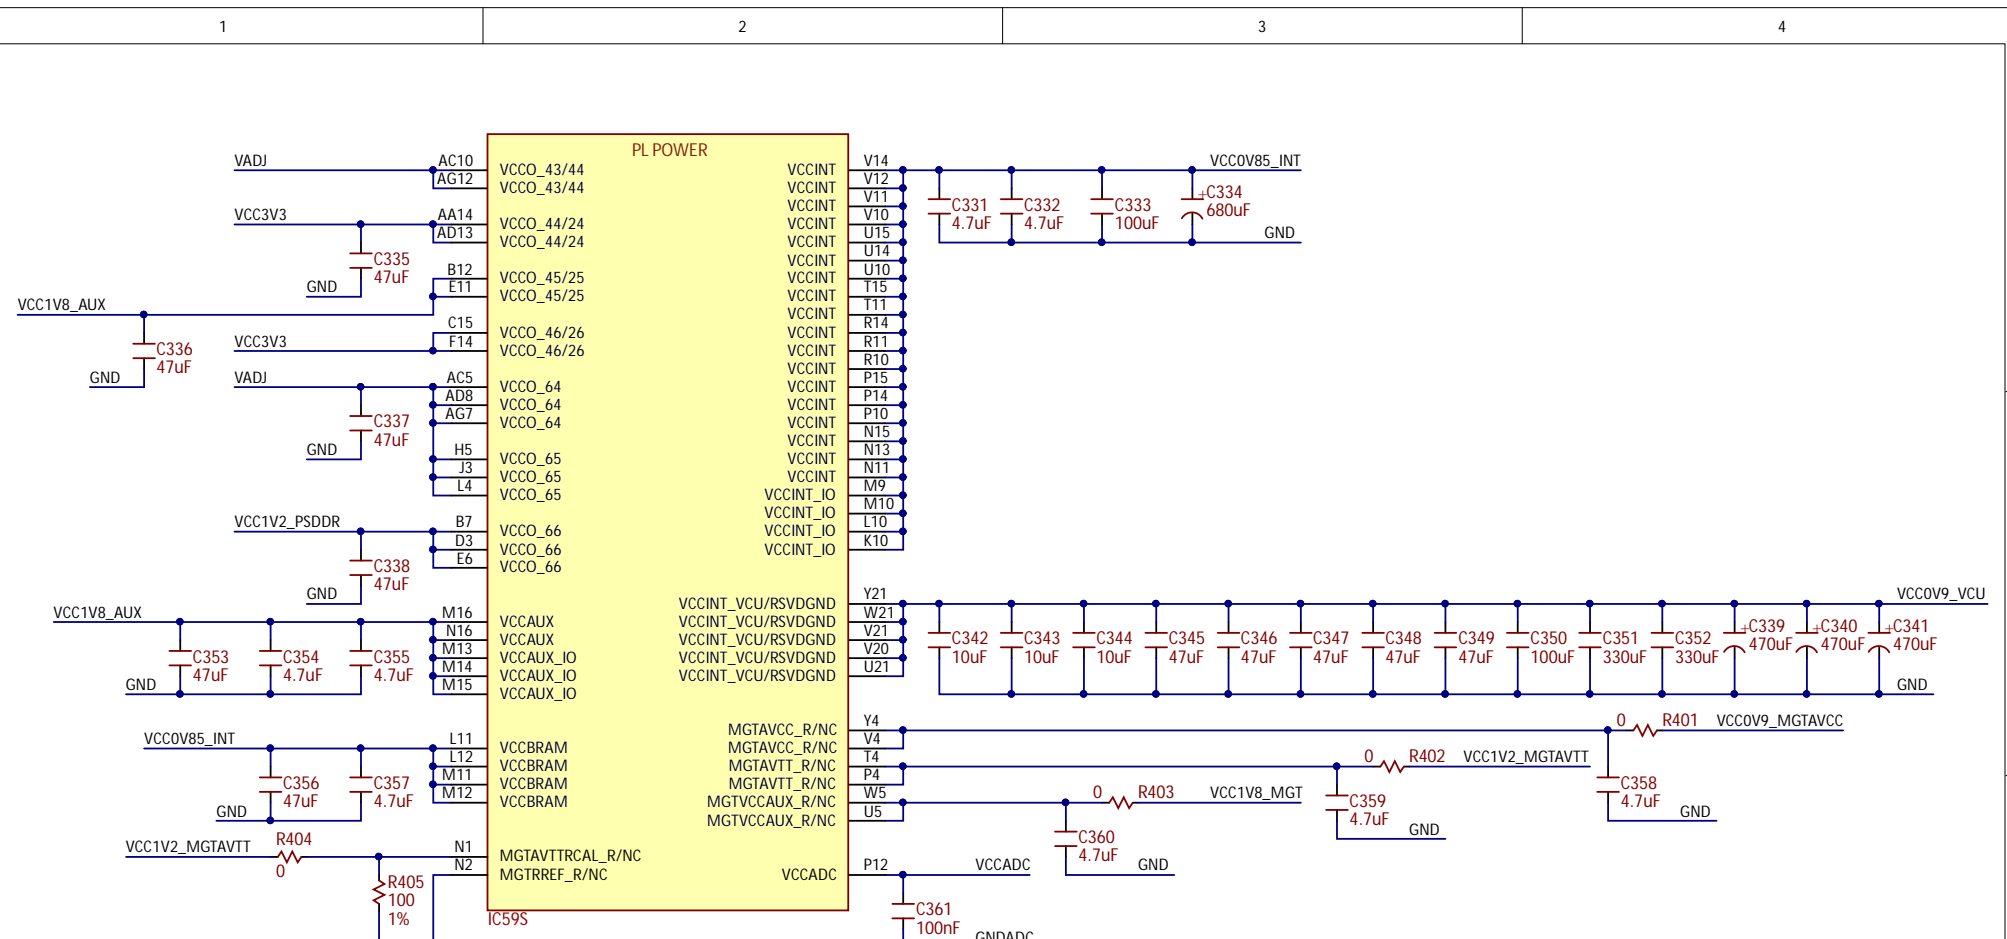 1 2 3 4
PL POWER
VADJ AC10 VCCO_43/44
AG12 VCCO_43/44
VCC3V3 AA14 VCCO_44/24
AD13 VCCO_44/24
C335
47uF
GND
B12 VCCO_45/25
E11 VCCO_45/25
VCC1V8_AUX
C336
47uF
GND
C15 VCCO_46/26
VCC3V3 F14 VCCO_46/26
VADJ AC5 VCCO_64
AD8 VCCO_64
AG7 VCCO_64
C337
47uF
GND
H5 VCCO_65
J3 VCCO_65
L4 VCCO_65
VCC1V2_PSDDR B7 VCCO_66
D3 VCCO_66
E6 VCCO_66
C338
47uF
GND
VCC1V8_AUX M16 VCCAUX
N16 VCCAUX
M13 VCCAUX_IO
M14 VCCAUX_IO
M15 VCCAUX_IO
C353 C354 C355
47uF 4.7uF 4.7uF
GND
VCC0V85_INT L11 VCCBRAM
L12 VCCBRAM
M11 VCCBRAM
M12 VCCBRAM
C356 C357
47uF 4.7uF
GND
VCC1V2_MGTAVTT R404 N1 MGTAVTTRCAL_R/NC
0 N2 MGTRREF_R/NC
R405
100
1%
IC59S
VCCINT V14 VCC0V85_INT
VCCINT V12
VCCINT V11
VCCINT V10
VCCINT U15
VCCINT U14
VCCINT U10
VCCINT T15
VCCINT T11
VCCINT R14
VCCINT R11
VCCINT R10
VCCINT P15
VCCINT P14
VCCINT P10
VCCINT N15
VCCINT N13
VCCINT N11
VCCINT_IO M9
VCCINT_IO M10
VCCINT_IO L10
VCCINT_IO K10
C331 C332 C333 +C334
4.7uF 4.7uF 100uF 680uF
GND
VCCINT_VCU/RSVDGND Y21 VCC0V9_VCU
VCCINT_VCU/RSVDGND W21
VCCINT_VCU/RSVDGND V21
VCCINT_VCU/RSVDGND V20
VCCINT_VCU/RSVDGND U21
C342 C343 C344 C345 C346 C347 C348 C349 C350 C351 C352 +C339 +C340 +C341
10uF 10uF 10uF 47uF 47uF 47uF 47uF 47uF 100uF 330uF 330uF 470uF 470uF 470uF
GND
MGTAVCC_R/NC Y4 0 R401 VCC0V9_MGTAVCC
MGTAVCC_R/NC V4
MGTAVTT_R/NC T4 0 R402 VCC1V2_MGTAVTT
MGTAVTT_R/NC P4
MGTVCCAUX_R/NC W5 0 R403 VCC1V8_MGT
MGTVCCAUX_R/NC U5
C358
4.7uF
GND
C359
4.7uF
GND
C360
4.7uF
GND
VCCADC P12 VCCADC
C361
100nF
GNDADC